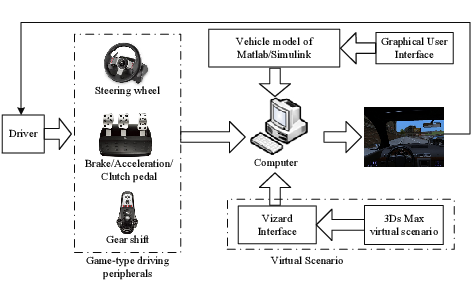 Vehicle model of
Matlab/Simulink
Graphical User
Interface
Steering wheel
Driver
Brake/Acceleration/
Clutch pedal
Computer
Gear shift
Vizard
Interface
3Ds Max
virtual scenario
Game-type driving
peripherals
Virtual Scenario